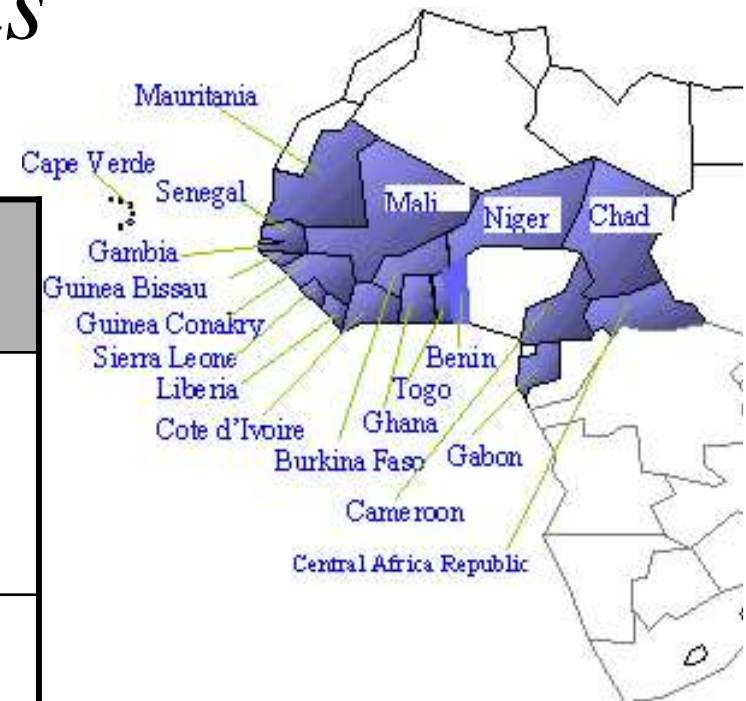 Mauritania
Cape Verde
Senegal
Mali
Niger
Chad
Gambia
Guinea Bissau
Guinea Conakry
Sierra Leone
Liberia
Benin
Togo
Cote d'Ivoire
Ghana
Burkina Faso
Gabon
Cameroon
Central Africa Republic